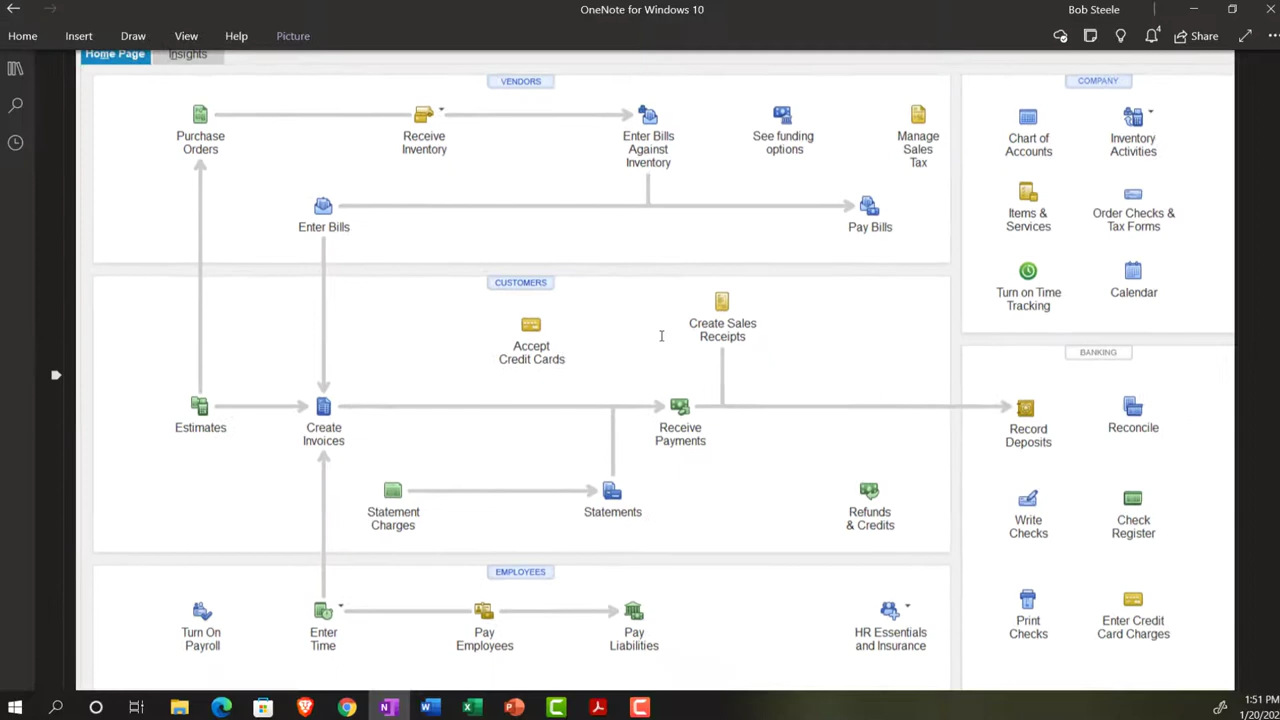 OneNote for Windows 10
Bob Steele
Home Insert Draw View Help Picture
Share
Home Page Insights
VENDORS
Purchase
Orders
Receive
Inventory
Enter Bills
Against
Inventory
See funding
options
Manage
Sales
Tax
Enter Bills
Pay Bills
CUSTOMERS
Accept
Credit Cards
Create Sales
Receipts
Estimates
Create
Invoices
Receive
Payments
Statement
Charges
Statements
Refunds
& Credits
EMPLOYEES
Turn On
Payroll
Enter
Time
Pay
Employees
Pay
Liabilities
HR Essentials
and Insurance
COMPANY
Chart of
Accounts
Inventory
Activities
Items &
Services
Order Checks &
Tax Forms
Turn on Time
Tracking
Calendar
BANKING
Record
Deposits
Reconcile
Write
Checks
Check
Register
Print
Checks
Enter Credit
Card Charges
1:51 PM
1/20/202